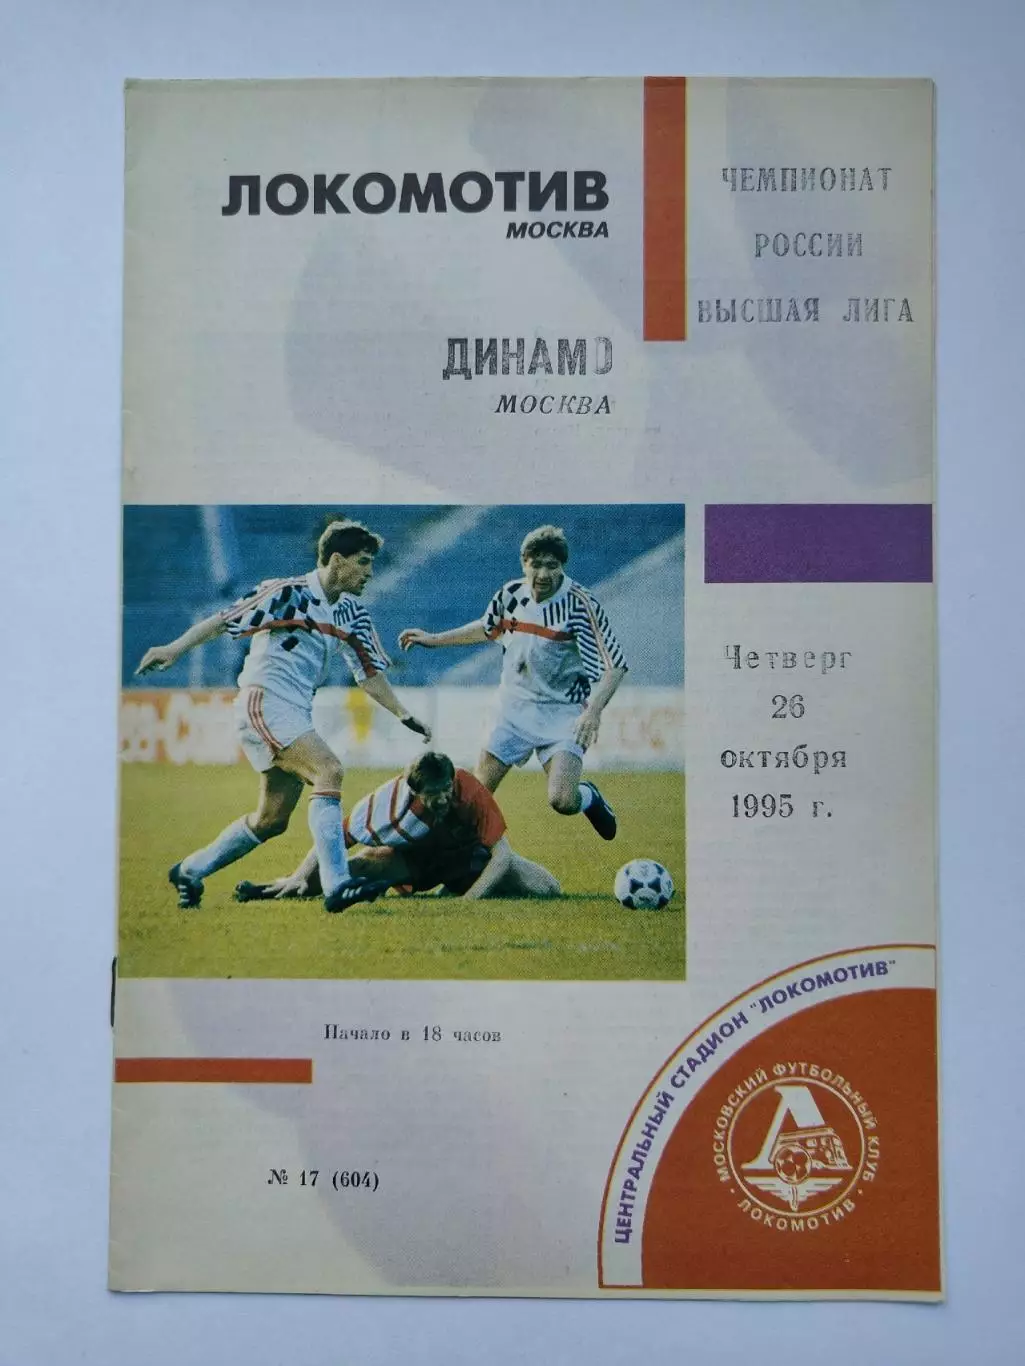 ЛОКОМОТИВ
МОСКВА
ДИНАМО
МОСКВА
ЧЕМПИОНАТ
РОССИИ
ВЫСШАЯ ЛИГА
Четверг
26
октября
1995 г.
Начало в 18 часов
№ 17 (604)
ЦЕНТРАЛЬНЫЙ СТАДИОН "ЛОКОМОТИВ"
МОСКОВСКИЙ ФУТБОЛЬНЫЙ КЛУБ
· ЛОКОМОТИВ ·